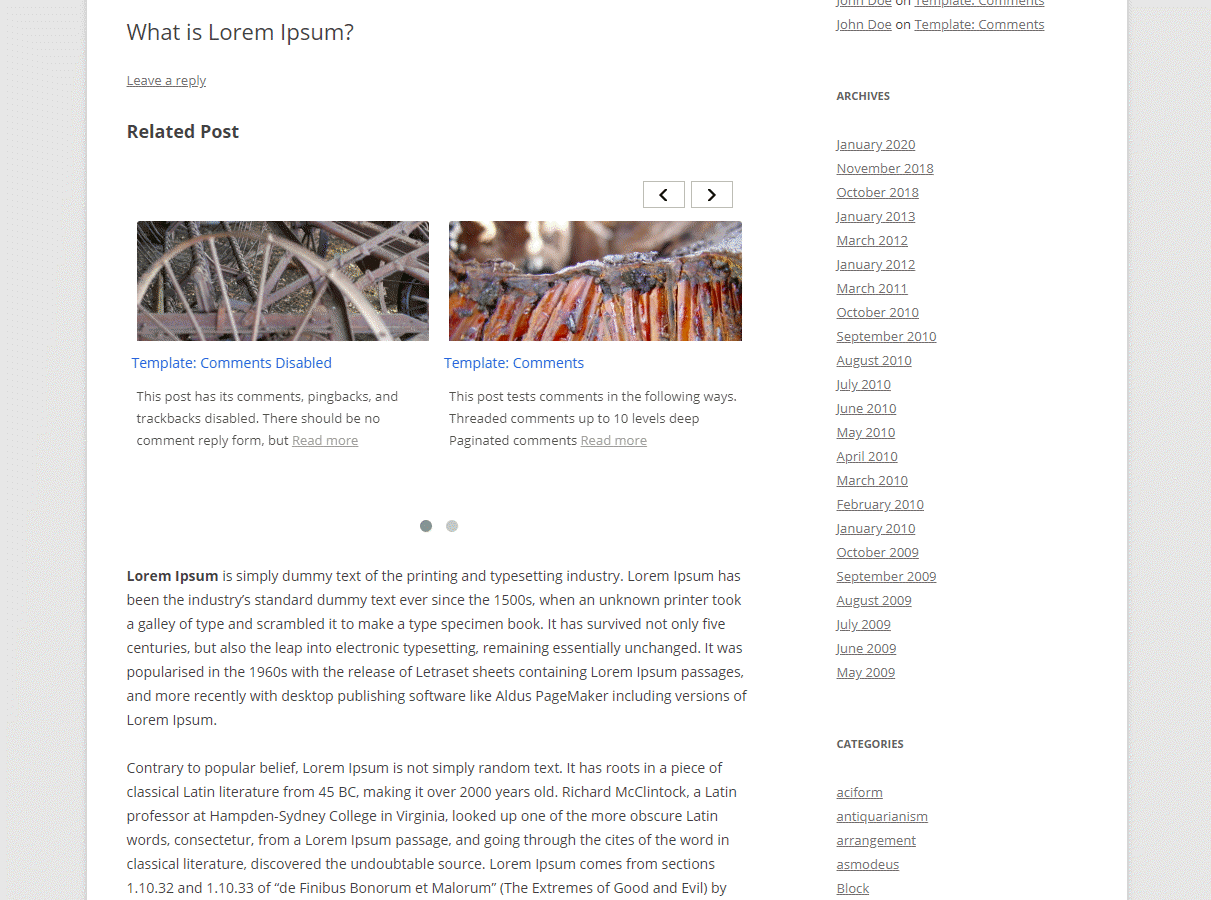 What is Lorem Ipsum?
Leave a reply
Related Post
Template: Comments Disabled
This post has its comments, pingbacks, and
trackbacks disabled. There should be no
comment reply form, but Read more
Template: Comments
This post tests comments in the following ways.
Threaded comments up to 10 levels deep
Paginated comments Read more
Lorem Ipsum is simply dummy text of the printing and typesetting industry. Lorem Ipsum has
been the industry’s standard dummy text ever since the 1500s, when an unknown printer took
a galley of type and scrambled it to make a type specimen book. It has survived not only five
centuries, but also the leap into electronic typesetting, remaining essentially unchanged. It was
popularised in the 1960s with the release of Letraset sheets containing Lorem Ipsum passages,
and more recently with desktop publishing software like Aldus PageMaker including versions of
Lorem Ipsum.
Contrary to popular belief, Lorem Ipsum is not simply random text. It has roots in a piece of
classical Latin literature from 45 BC, making it over 2000 years old. Richard McClintock, a Latin
professor at Hampden-Sydney College in Virginia, looked up one of the more obscure Latin
words, consectetur, from a Lorem Ipsum passage, and going through the cites of the word in
classical literature, discovered the undoubtable source. Lorem Ipsum comes from sections
1.10.32 and 1.10.33 of “de Finibus Bonorum et Malorum” (The Extremes of Good and Evil) by
John Doe on Template: Comments
John Doe on Template: Comments
ARCHIVES
January 2020
November 2018
October 2018
January 2013
March 2012
January 2012
March 2011
October 2010
September 2010
August 2010
July 2010
June 2010
May 2010
April 2010
March 2010
February 2010
January 2010
October 2009
September 2009
August 2009
July 2009
June 2009
May 2009
CATEGORIES
aciform
antiquarianism
arrangement
asmodeus
Block